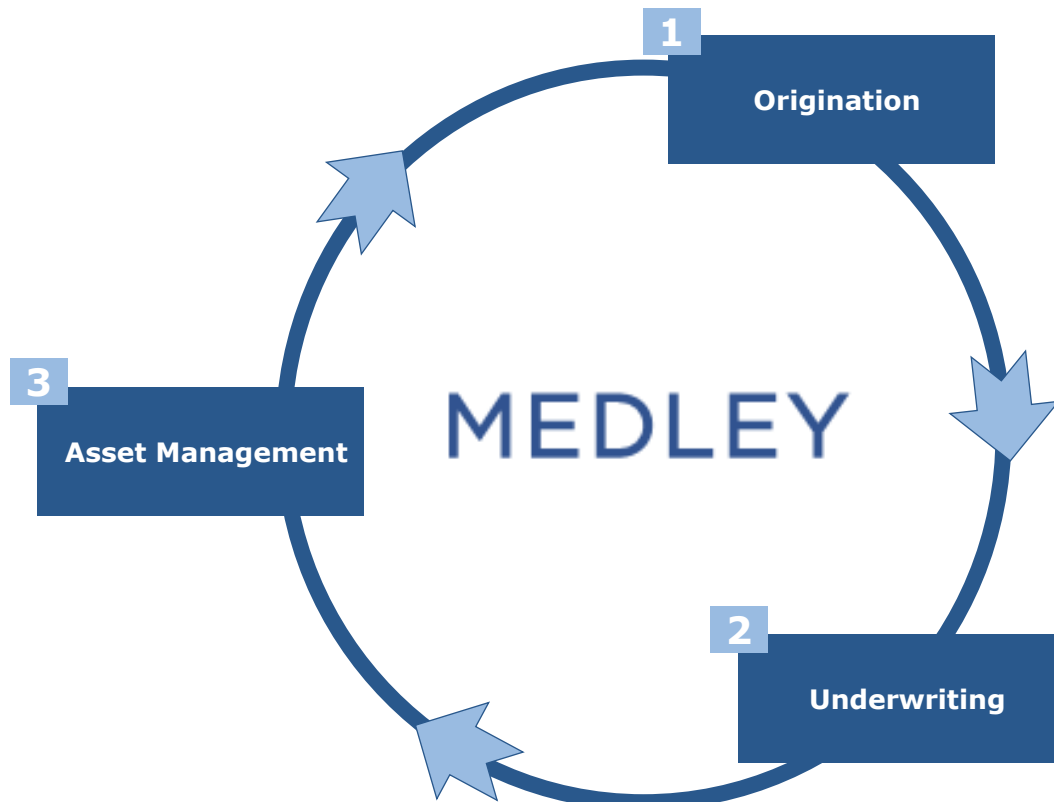 1
Origination
3
Asset Management
MEDLEY
2
Underwriting